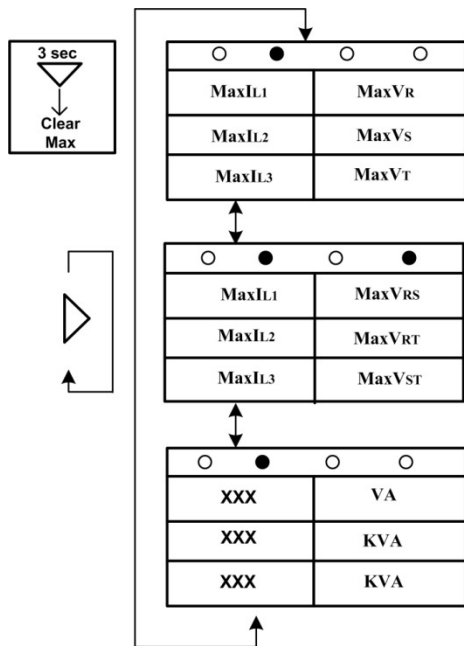 3 sec
Clear
Max
MaxIL1 MaxVR
MaxIL2 MaxVS
MaxIL3 MaxVT
MaxIL1 MaxVRS
MaxIL2 MaxVRT
MaxIL3 MaxVST
XXX VA
XXX KVA
XXX KVA